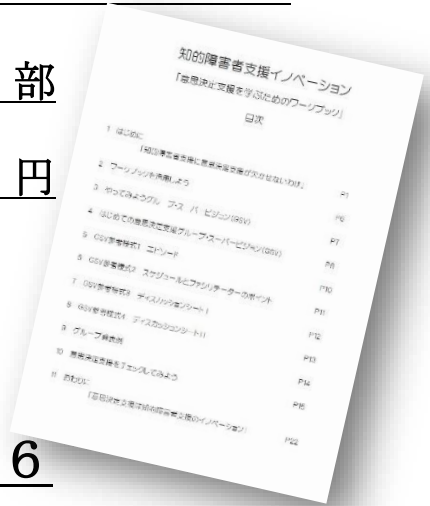 部
円
6
知的障害者支援イノベーション
「意思決定支援を学ぶためのワークブック」
目次
1 はじめに
「知的障害者支援に意思決定支援が欠かせないわけ」 P1
2 ワークブックを活用しよう P6
3 やってみようグループ・スーパービジョン(GSV) P7
4 はじめての意思決定支援グループ・スーパービジョン(GSV) P8
5 GSV参考様式1 エピソード P10
6 GSV参考様式2 スケジュールとファシリテーターのポイント P11
7 GSV参考様式3 ディスカッションシートI P12
8 GSV参考様式4 ディスカッションシートII P13
9 グループ発表例 P14
10 意思決定支援をチェックしてみよう P15
11 おわりに
「意思決定支援は知的障害者支援のイノベーション」 P22